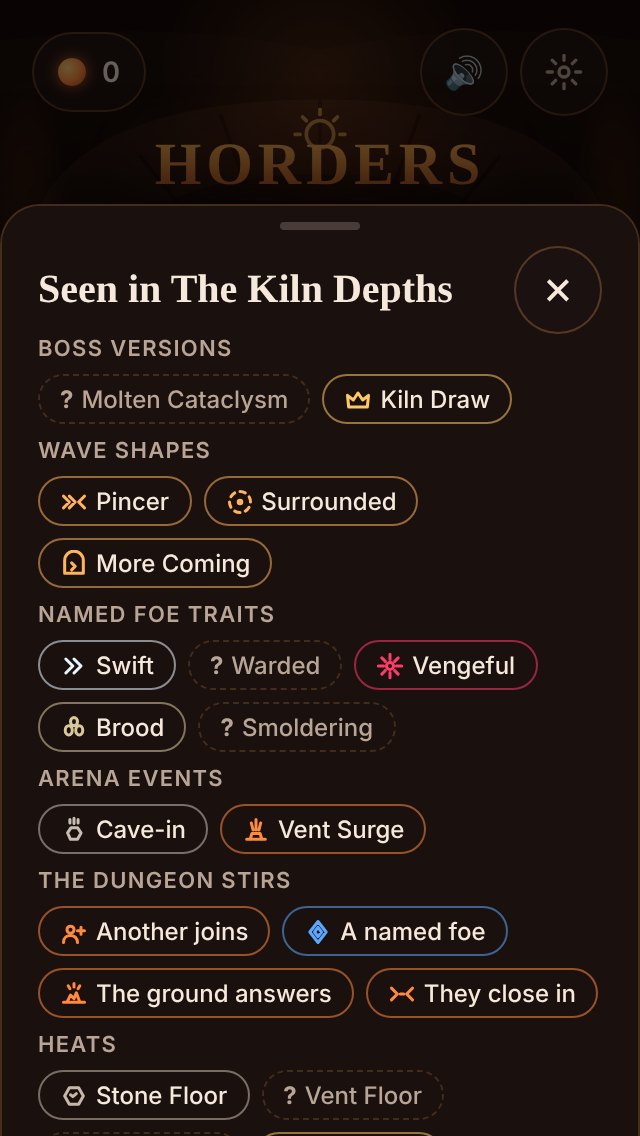 0
HORDERS
Seen in The Kiln Depths
BOSS VERSIONS
? Molten Cataclysm Kiln Draw
WAVE SHAPES
Pincer Surrounded
More Coming
NAMED FOE TRAITS
Swift ? Warded Vengeful
Brood ? Smoldering
ARENA EVENTS
Cave-in Vent Surge
THE DUNGEON STIRS
Another joins A named foe
The ground answers They close in
HEATS
Stone Floor ? Vent Floor